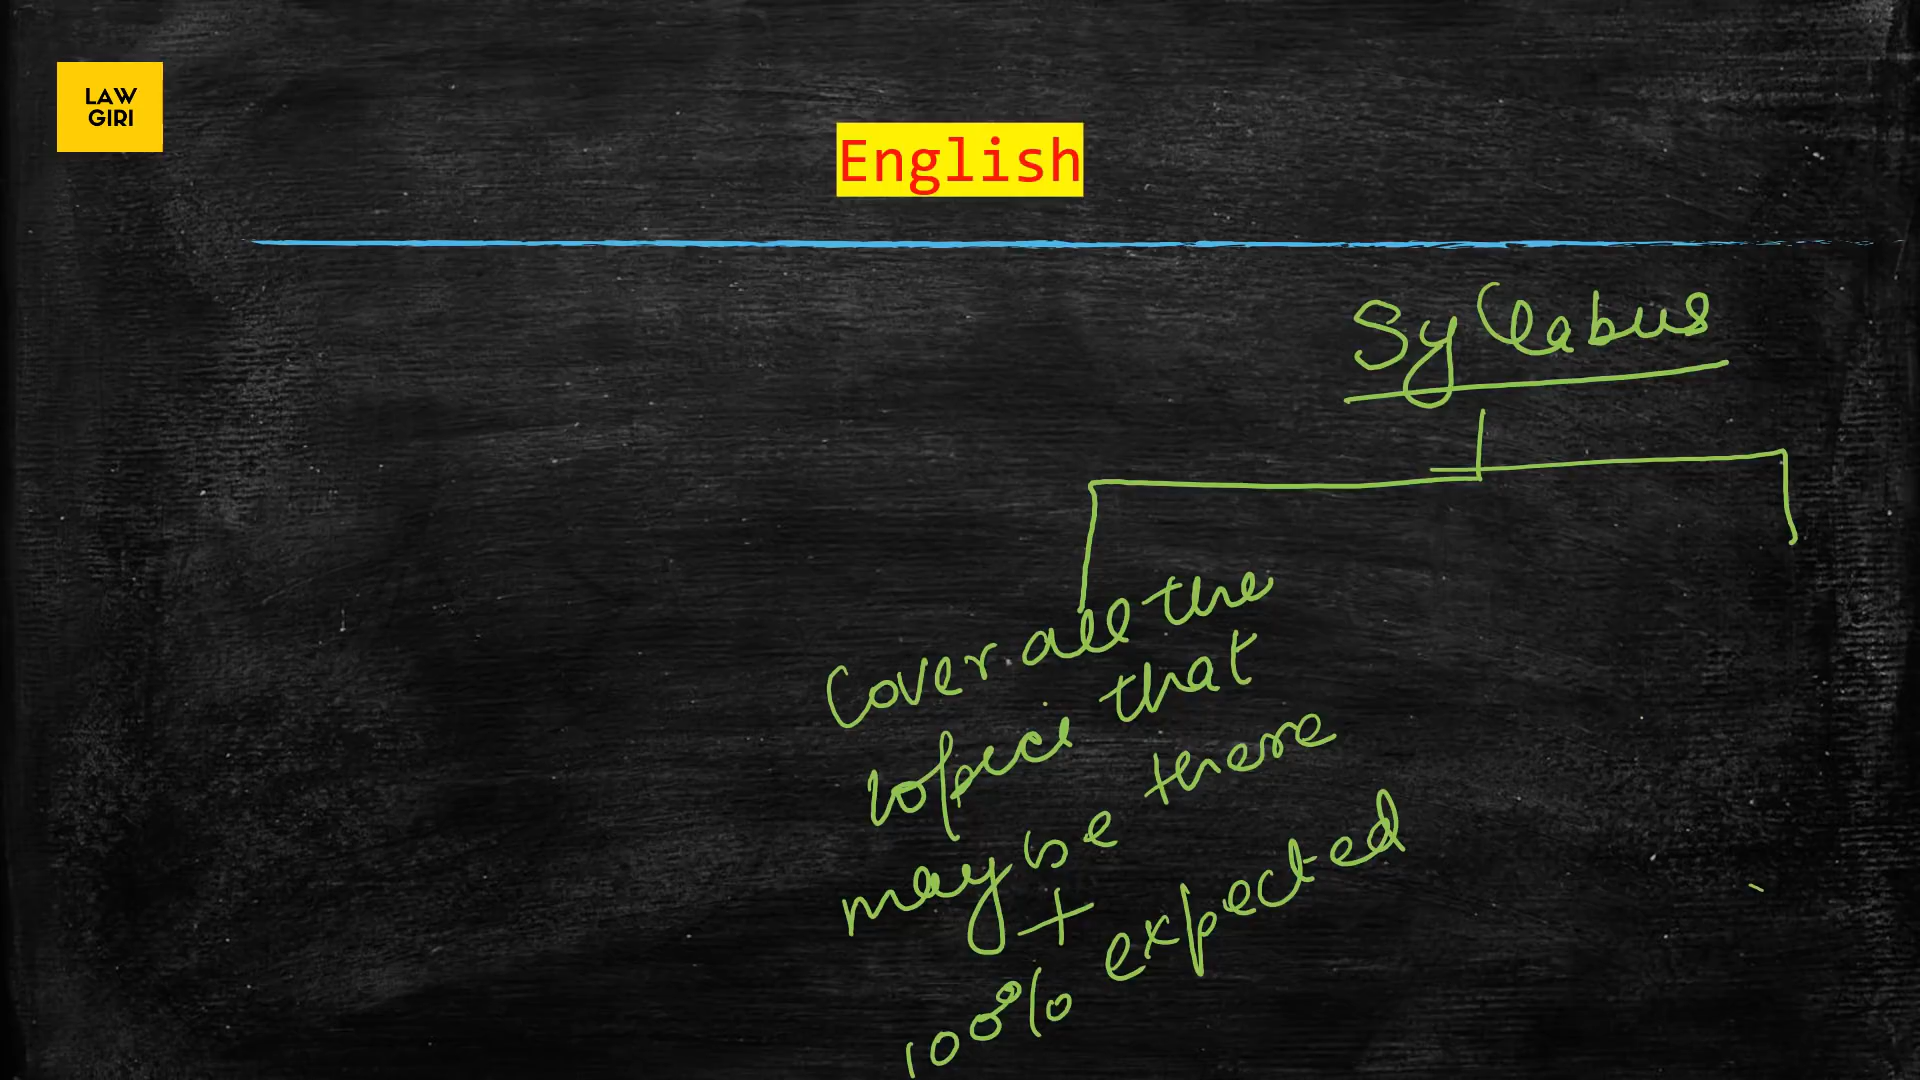 LAW
GIRI
English
Syllabus
Cover all the
topics that
may be there
+
100% expected